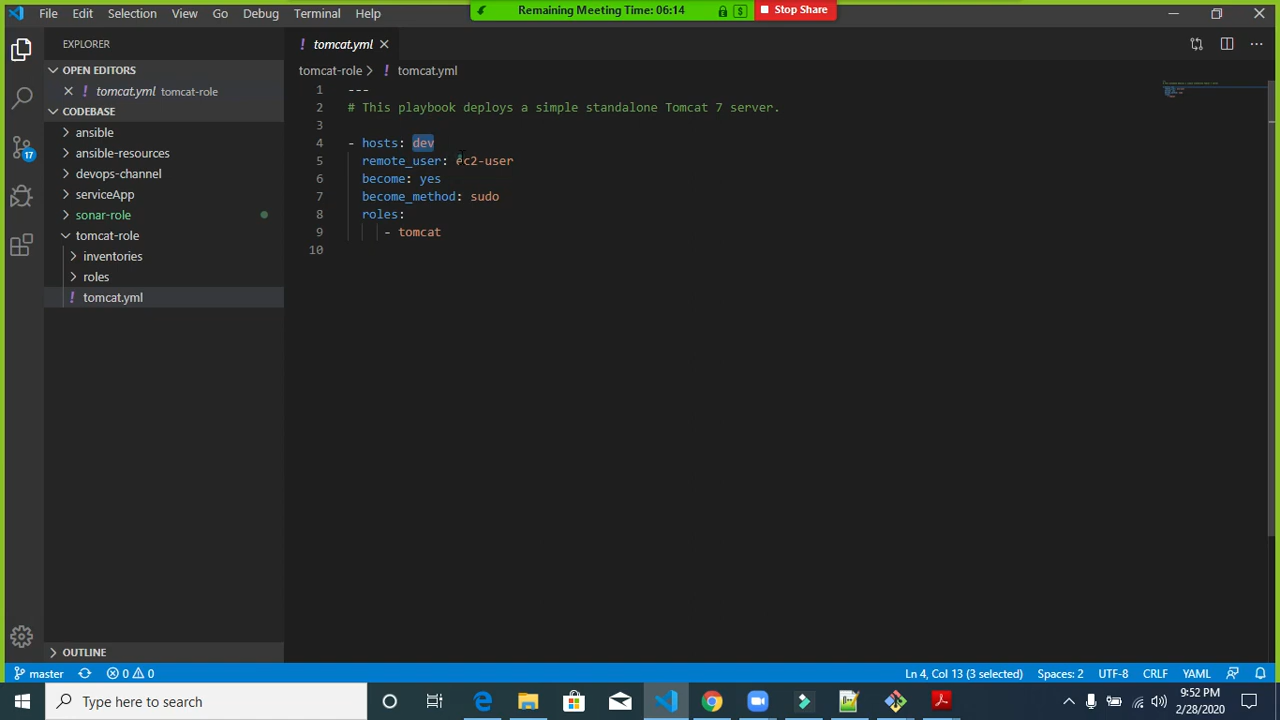 File Edit Selection View Go Debug Terminal Help
Remaining Meeting Time: 06:14
$
Stop Share
EXPLORER
! tomcat.yml
OPEN EDITORS
! tomcat.yml tomcat-role
CODEBASE
ansible
ansible-resources
devops-channel
serviceApp
sonar-role
tomcat-role
inventories
roles
! tomcat.yml
OUTLINE
17
tomcat-role > ! tomcat.yml
1 ---
2 # This playbook deploys a simple standalone Tomcat 7 server.
3
4 - hosts: dev
5 remote_user: ec2-user
6 become: yes
7 become_method: sudo
8 roles:
9 - tomcat
10
master 0 0
Ln 4, Col 13 (3 selected) Spaces: 2 UTF-8 CRLF YAML
Type here to search
9:52 PM
2/28/2020